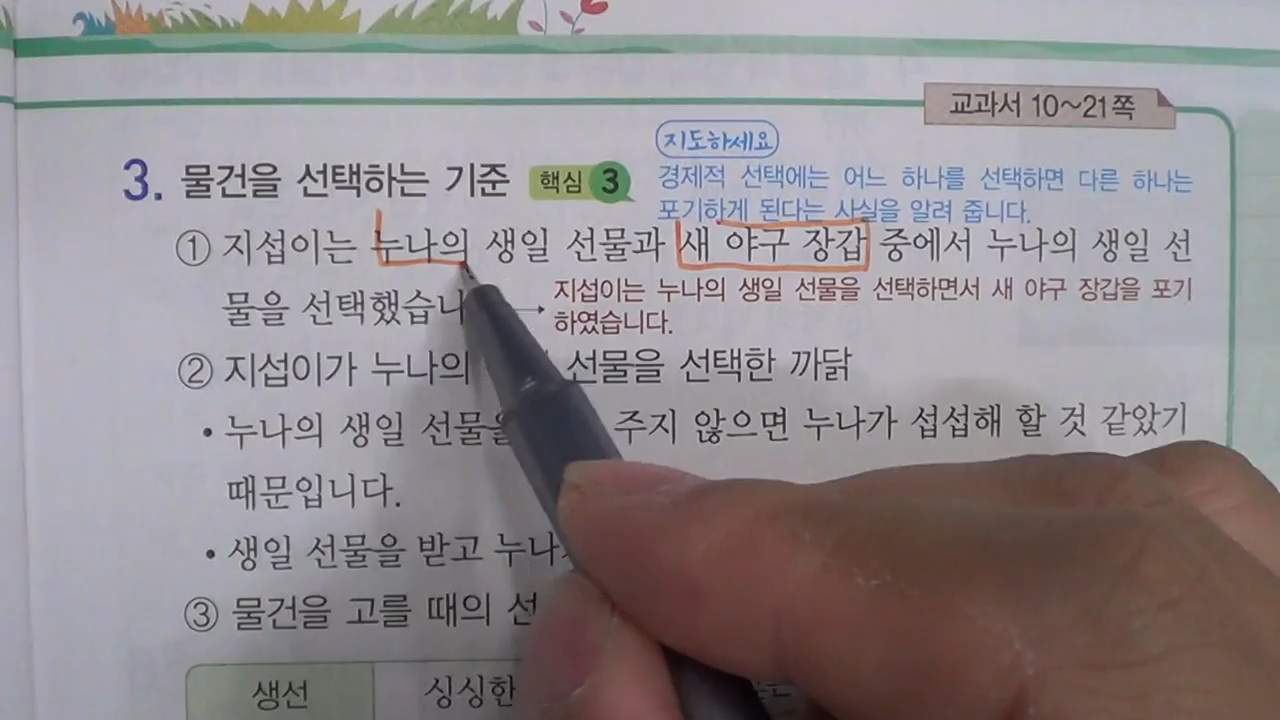 교과서 10~21쪽
지도하세요
3. 물건을 선택하는 기준 핵심 3
경제적 선택에는 어느 하나를 선택하면 다른 하나는
포기하게 된다는 사실을 알려 줍니다.
① 지섭이는 누나의 생일 선물과 새 야구 장갑 중에서 누나의 생일 선
물을 선택했습니
지섭이는 누나의 생일 선물을 선택하면서 새 야구 장갑을 포기
하였습니다.
② 지섭이가 누나의 선물을 선택한 까닭
• 누나의 생일 선물을 주지 않으면 누나가 섭섭해 할 것 같았기
때문입니다.
• 생일 선물을 받고 누나
③ 물건을 고를 때의 선
생선 싱싱한